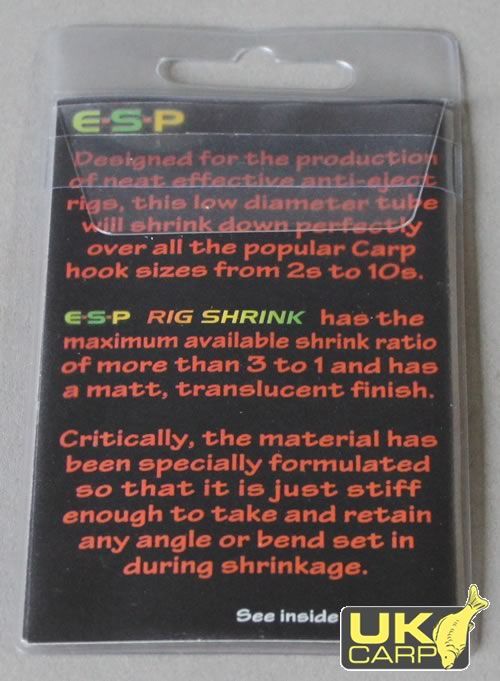 E-S-P
Designed for the production
of neat effective anti-eject
rigs, this low diameter tube
will shrink down perfectly
over all the popular Carp
hook sizes from 2s to 10s.
E-S-P RIG SHRINK has the
maximum available shrink ratio
of more than 3 to 1 and has
a matt, translucent finish.
Critically, the material has
been specially formulated
so that it is just stiff
enough to take and retain
any angle or bend set in
during shrinkage.
See inside
UK
CARP